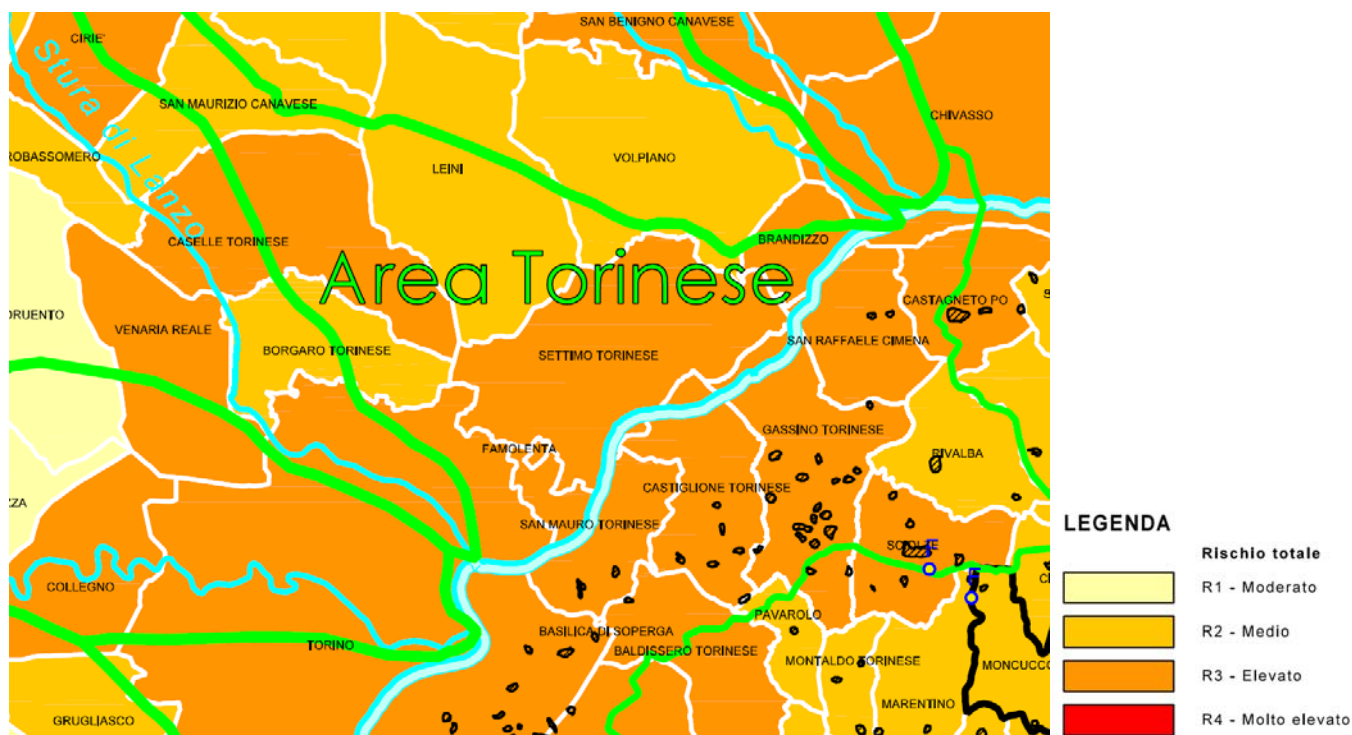 SAN BENIGNO CANAVESE
CIRIE'
Stura di Lanzo
SAN MAURIZIO CANAVESE
CHIVASSO
ROBASSOMERO
LEINI
VOLPIANO
CASELLE TORINESE
BRANDIZZO
Area Torinese
CASTAGNETO PO
DRUENTO
VENARIA REALE
BORGARO TORINESE
SETTIMO TORINESE
SAN RAFFAELE CIMENA
GASSINO TORINESE
FAMOLENTA
RIVALBA
CASTIGLIONE TORINESE
ZZA
SAN MAURO TORINESE
SCIOLZE
COLLEGNO
PAVAROLO
BASILICA DI SOPERGA
TORINO
BALDISSERO TORINESE
MONTALDO TORINESE
MONCUCCO
MARENTINO
GRUGLIASCO
LEGENDA
Rischio totale
R1 - Moderato
R2 - Medio
R3 - Elevato
R4 - Molto elevato